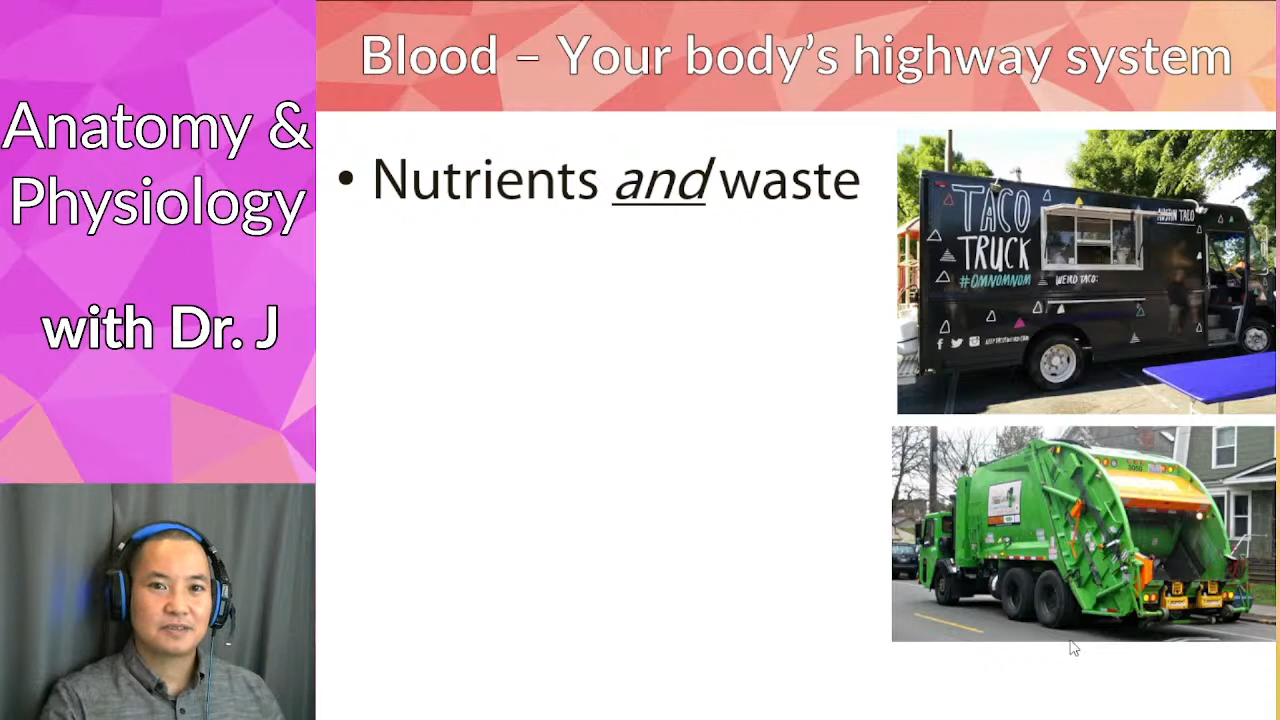 Anatomy &
Physiology
with Dr. J
Blood – Your body's highway system
• Nutrients and waste
TACO
TRUCK
#OMNOMNOM
WEIRD TACO: